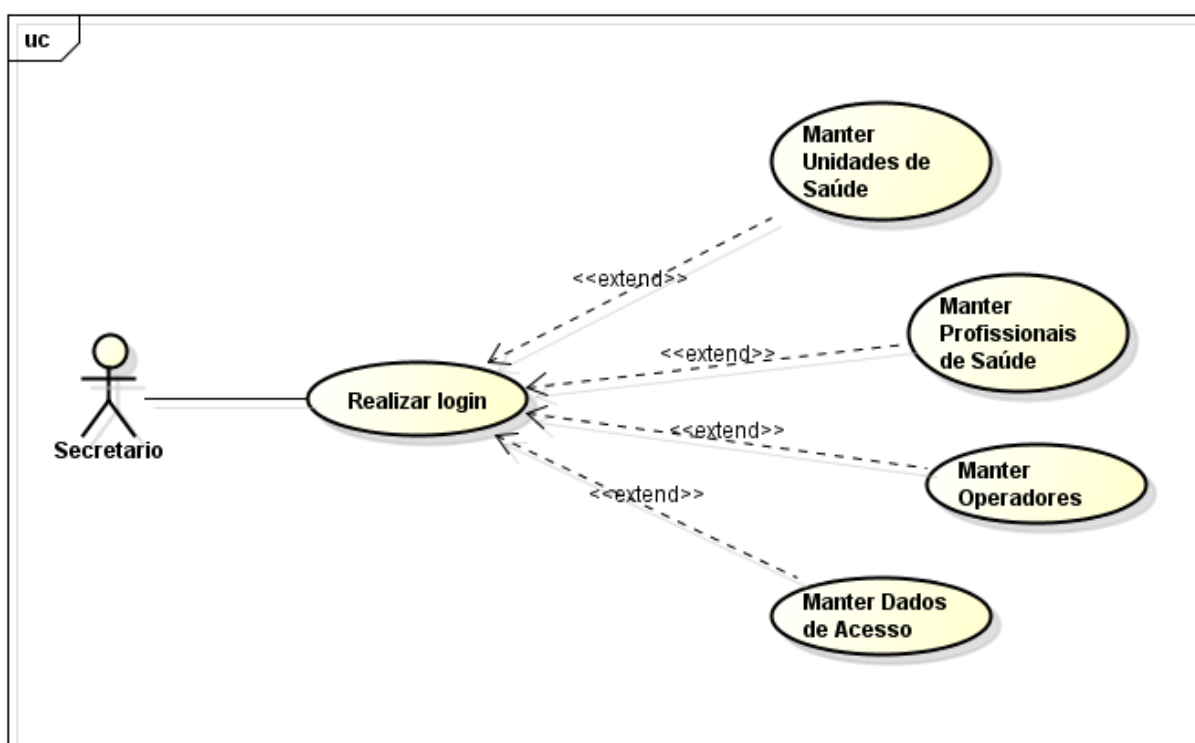 uc
Manter
Unidades de
Saúde
<<extend>>
Manter
Profissionais
de Saúde
<<extend>>
Realizar login
Secretario
<<extend>>
Manter
Operadores
<<extend>>
Manter Dados
de Acesso